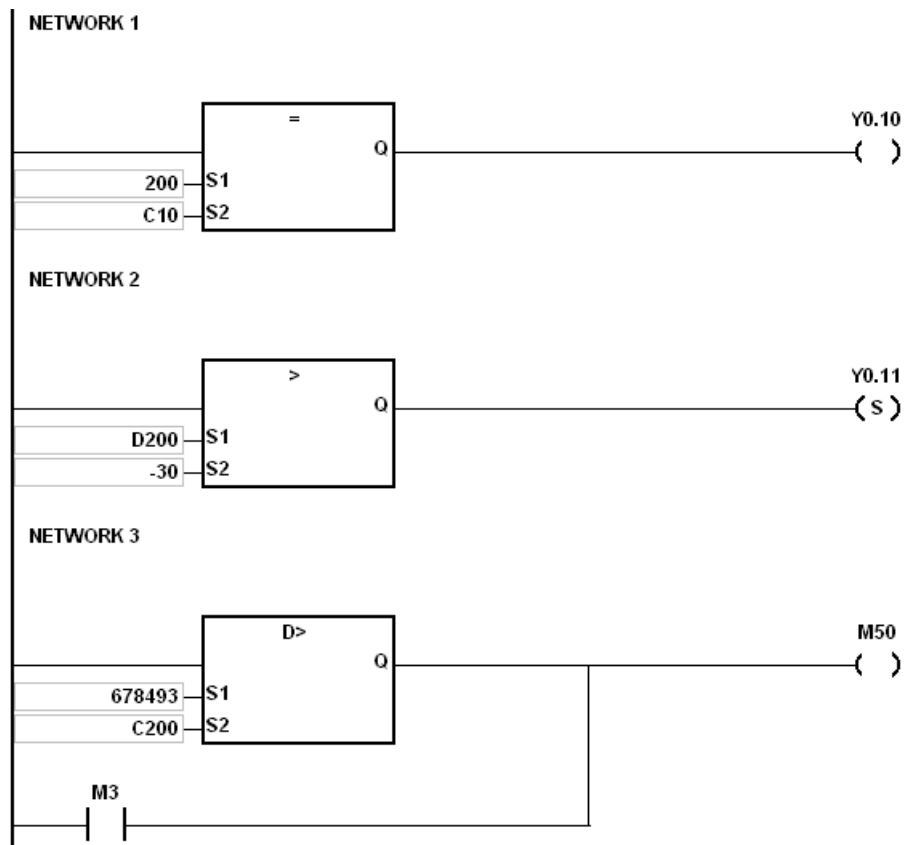 NETWORK 1
=
Q
Y0.10
( )
200 S1
C10 S2
NETWORK 2
>
Q
Y0.11
( S )
D200 S1
-30 S2
NETWORK 3
D>
Q
M50
( )
678493 S1
C200 S2
M3